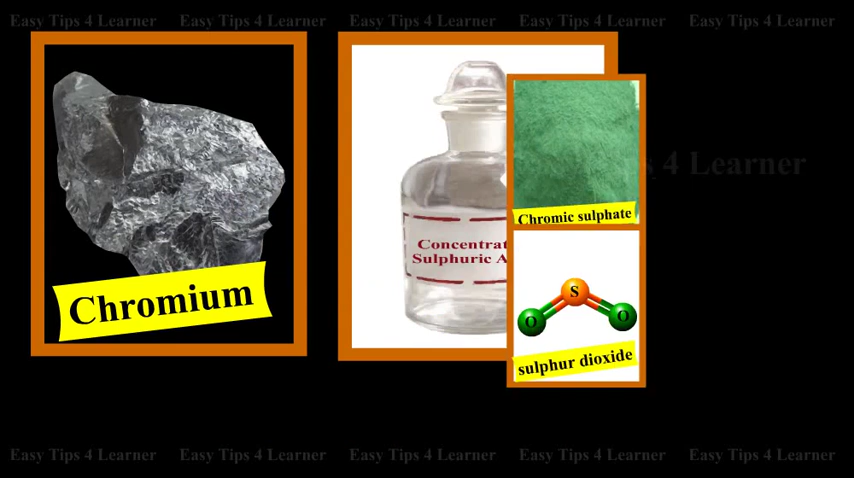 Easy Tips 4 Learner Easy Tips 4 Learner Easy Tips 4 Learner Easy Tips 4 Learner Easy Tips 4 Learner
Chromium
Concentrat
Sulphuric A
Chromic sulphate
s 4 Learner
S
O O
sulphur dioxide
Easy Tips 4 Learner Easy Tips 4 Learner Easy Tips 4 Learner Easy Tips 4 Learner Easy Tips 4 Learner